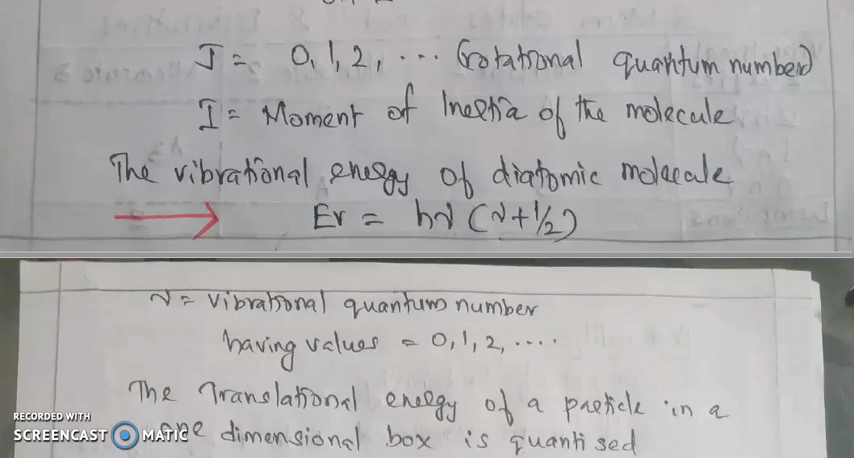 J = 0, 1, 2, ... (rotational quantum number)
I = Moment of Inertia of the molecule
The vibrational energy of diatomic molecule
Ev = hν (ν + 1/2)
ν = vibrational quantum number
having values = 0, 1, 2, ....
The Translational energy of a particle in a
one dimensional box is quantised
RECORDED WITH
SCREENCAST MATIC